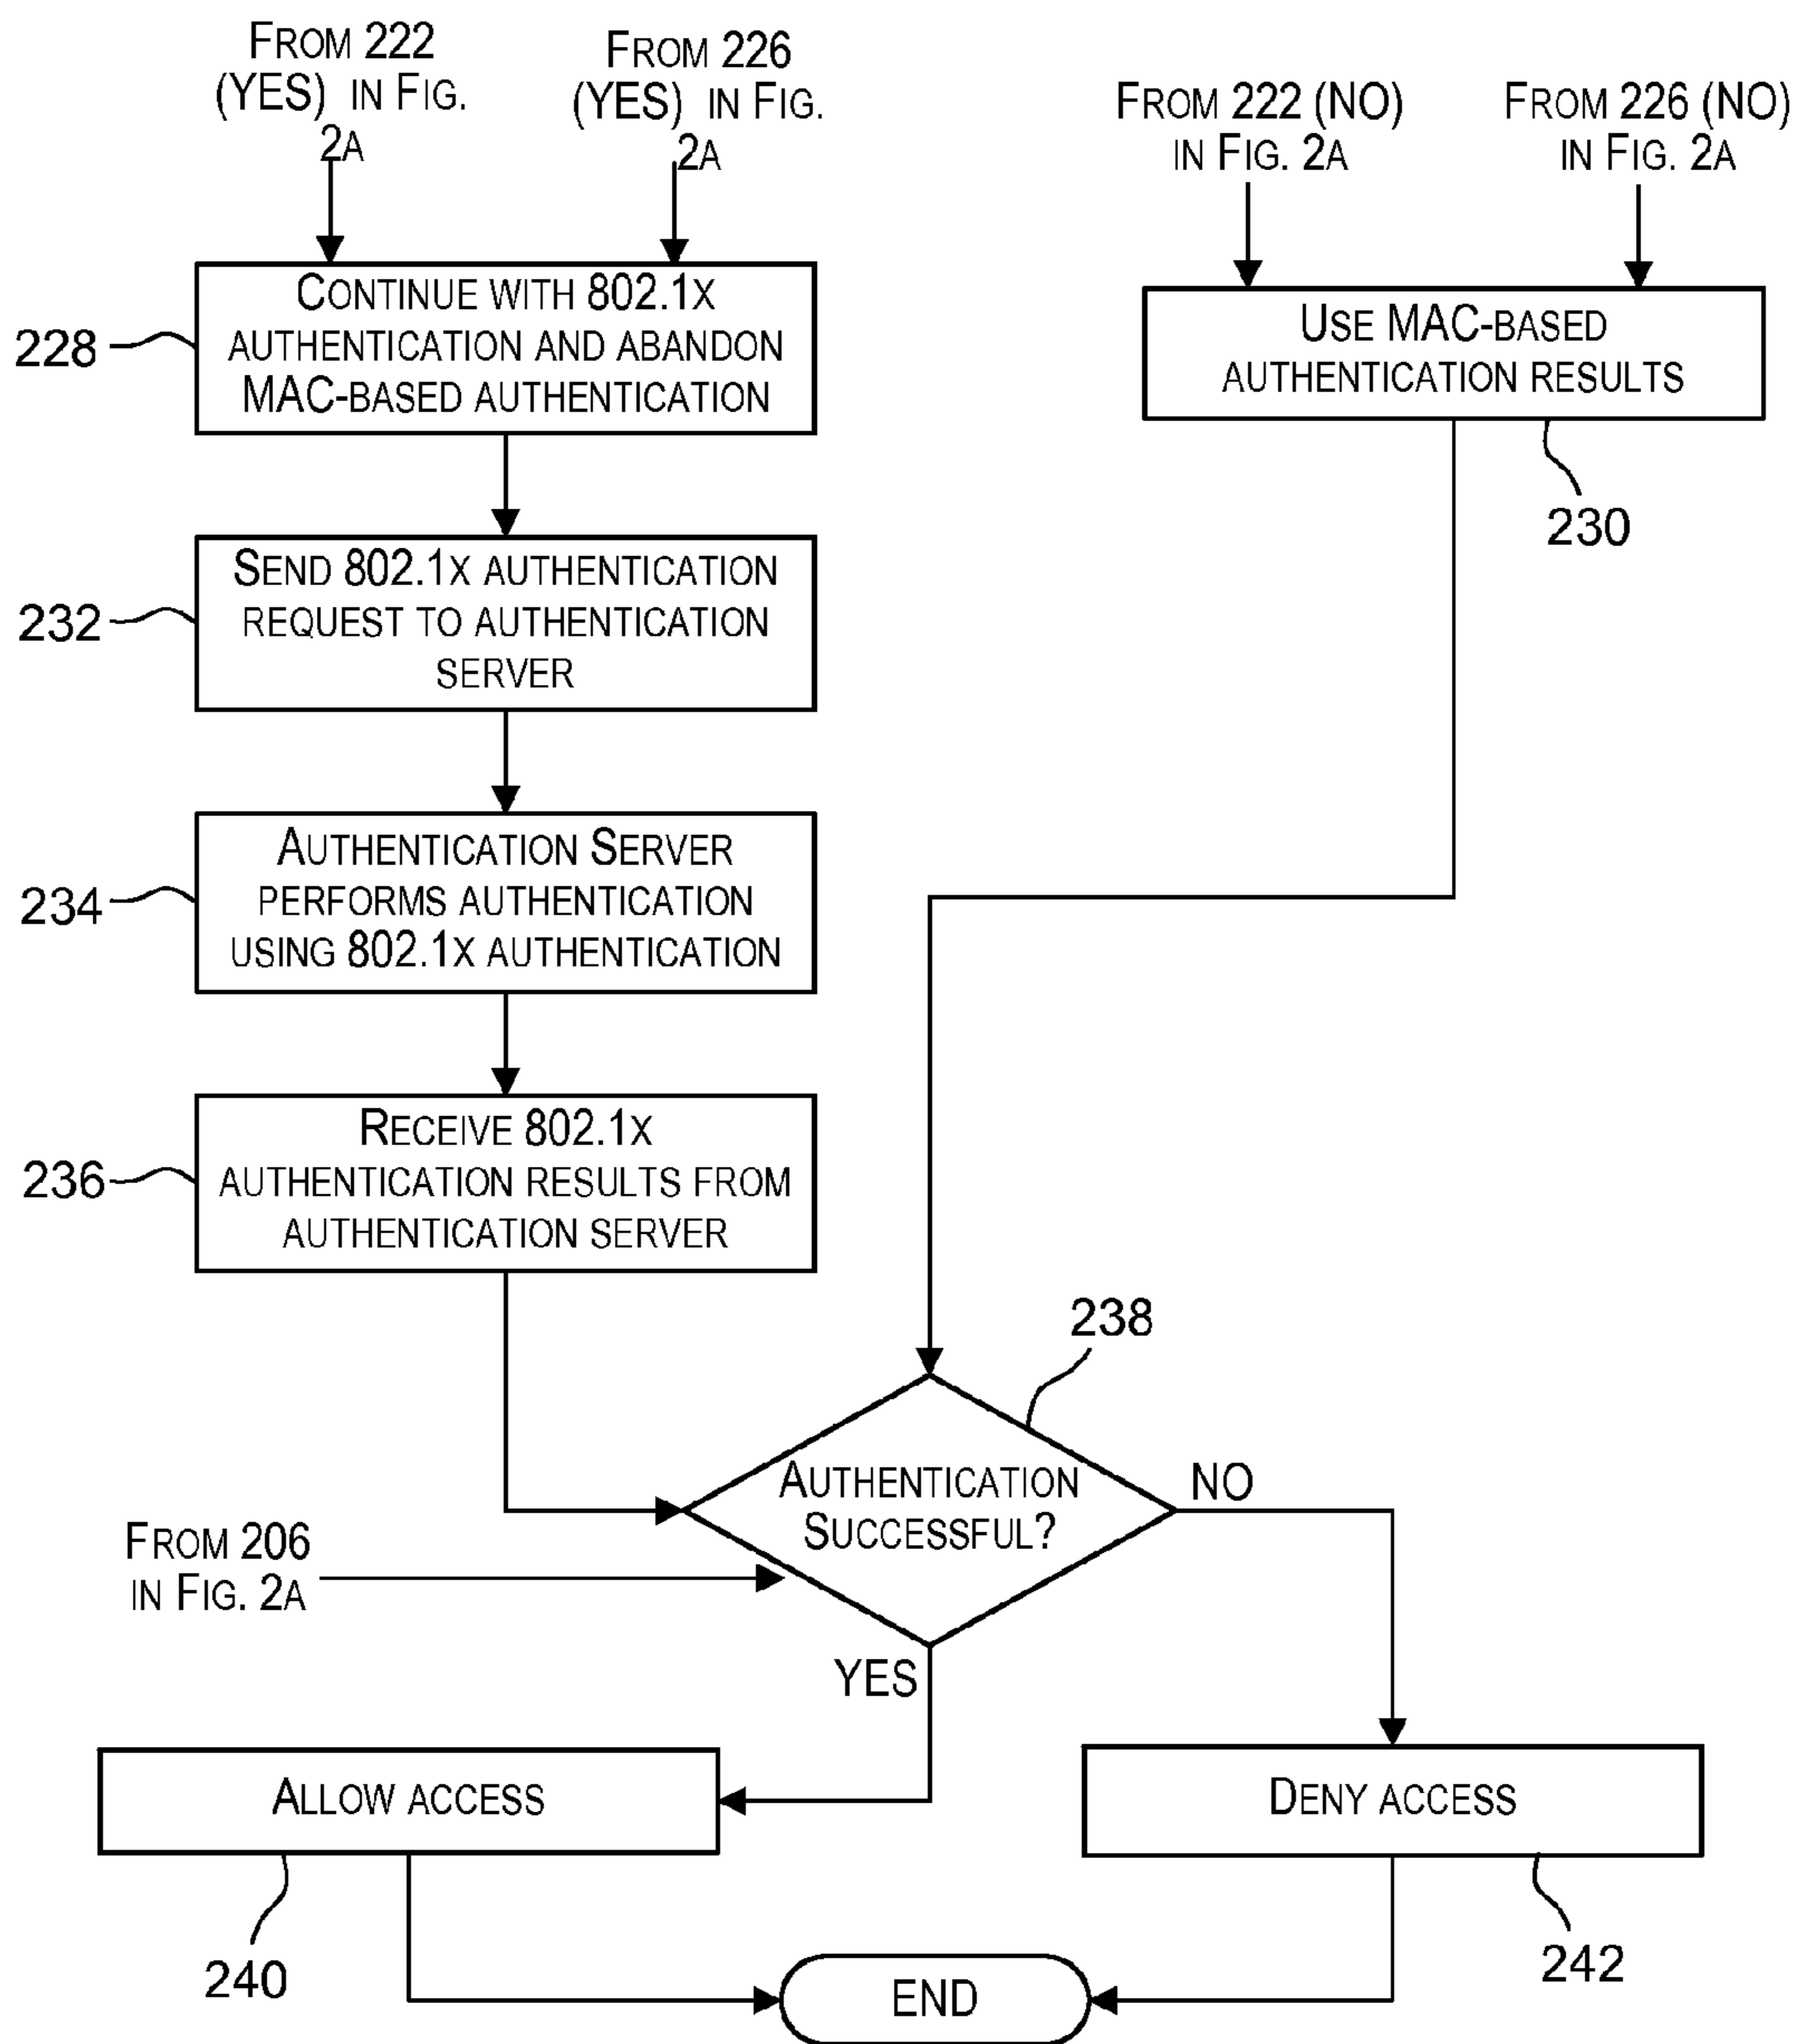 From 222
(YES) in Fig.
2A
From 226
(YES) in Fig.
2A
From 222 (NO)
in Fig. 2A
From 226 (NO)
in Fig. 2A
Continue with 802.1x
authentication and abandon
MAC-based authentication
228
Use MAC-based
authentication results
230
Send 802.1x authentication
request to authentication
server
232
Authentication Server
performs authentication
using 802.1x authentication
234
Receive 802.1x
authentication results from
authentication server
236
238
Authentication
Successful?
NO
From 206
in Fig. 2A
YES
Allow access
Deny access
240
242
END